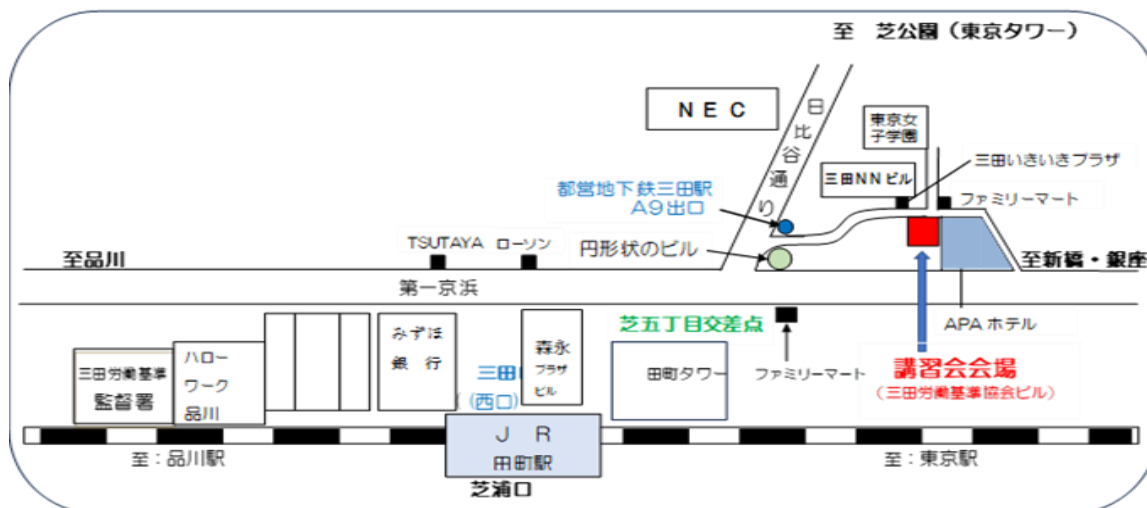 至 芝公園（東京タワー）
NEC
日比谷通り
東京女
子学園
三田いきいきプラザ
三田NNビル
ファミリーマート
都営地下鉄三田駅
A9出口
TSUTAYA ローソン
円形状のビル
至品川
至新橋・銀座
第一京浜
芝五丁目交差点
APAホテル
みずほ
銀行
森永
プラザ
ビル
三田労働基準
監督署
ハロー
ワーク
品川
三田
(西口)
田町タワー
ファミリーマート
講習会会場
（三田労働基準協会ビル）
JR
田町駅
至：品川駅
至：東京駅
芝浦口